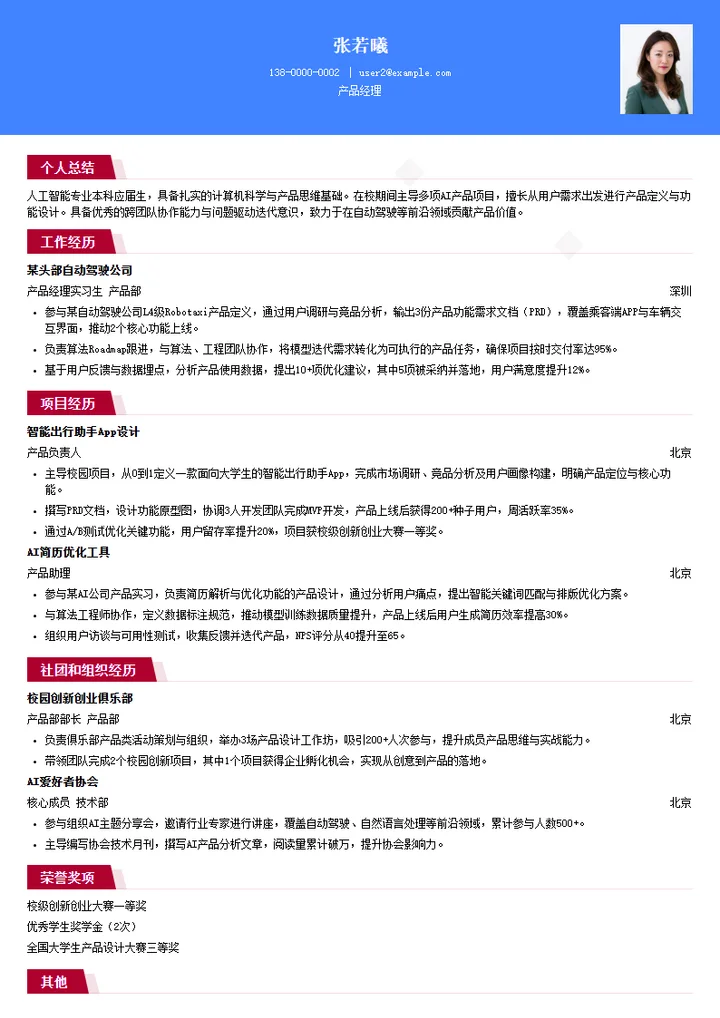 张若曦
138-0000-0002 | user2@example.com
产品经理
个人总结
人工智能专业本科应届生，具备扎实的计算机科学与产品思维基础。在校期间主导多项AI产品项目，擅长从用户需求出发进行产品定义与功
能设计。具备优秀的跨团队协作能力与问题驱动迭代意识，致力于在自动驾驶等前沿领域贡献产品价值。
工作经历
某头部自动驾驶公司
产品经理实习生 产品部 深圳
• 参与某自动驾驶公司L4级Robotaxi产品定义，通过用户调研与竞品分析，输出3份产品功能需求文档（PRD），覆盖乘客端APP与车辆交
互界面，推动2个核心功能上线。
• 负责算法Roadmap跟进，与算法、工程团队协作，将模型迭代需求转化为可执行的产品任务，确保项目按时交付率达95%。
• 基于用户反馈与数据埋点，分析产品使用数据，提出10+项优化建议，其中5项被采纳并落地，用户满意度提升12%。
项目经历
智能出行助手App设计
产品负责人 北京
• 主导校园项目，从0到1定义一款面向大学生的智能出行助手App，完成市场调研、竞品分析及用户画像构建，明确产品定位与核心功
能。
• 撰写PRD文档，设计功能原型图，协调3人开发团队完成MVP开发，产品上线后获得200+种子用户，周活跃率35%。
• 通过A/B测试优化关键功能，用户留存率提升20%，项目获校级创新创业大赛一等奖。
AI简历优化工具
产品助理 北京
• 参与某AI公司产品实习，负责简历解析与优化功能的产品设计，通过分析用户痛点，提出智能关键词匹配与排版优化方案。
• 与算法工程师协作，定义数据标注规范，推动模型训练数据质量提升，产品上线后用户生成简历效率提高30%。
• 组织用户访谈与可用性测试，收集反馈并迭代产品，NPS评分从40提升至65。
社团和组织经历
校园创新创业俱乐部
产品部部长 产品部 北京
• 负责俱乐部产品类活动策划与组织，举办3场产品设计工作坊，吸引200+人次参与，提升成员产品思维与实战能力。
• 带领团队完成2个校园创新项目，其中1个项目获得企业孵化机会，实现从创意到产品的落地。
AI爱好者协会
核心成员 技术部 北京
• 参与组织AI主题分享会，邀请行业专家进行讲座，覆盖自动驾驶、自然语言处理等前沿领域，累计参与人数500+。
• 主导编写协会技术月刊，撰写AI产品分析文章，阅读量累计破万，提升协会影响力。
荣誉奖项
校级创新创业大赛一等奖
优秀学生奖学金（2次）
全国大学生产品设计大赛三等奖
其他